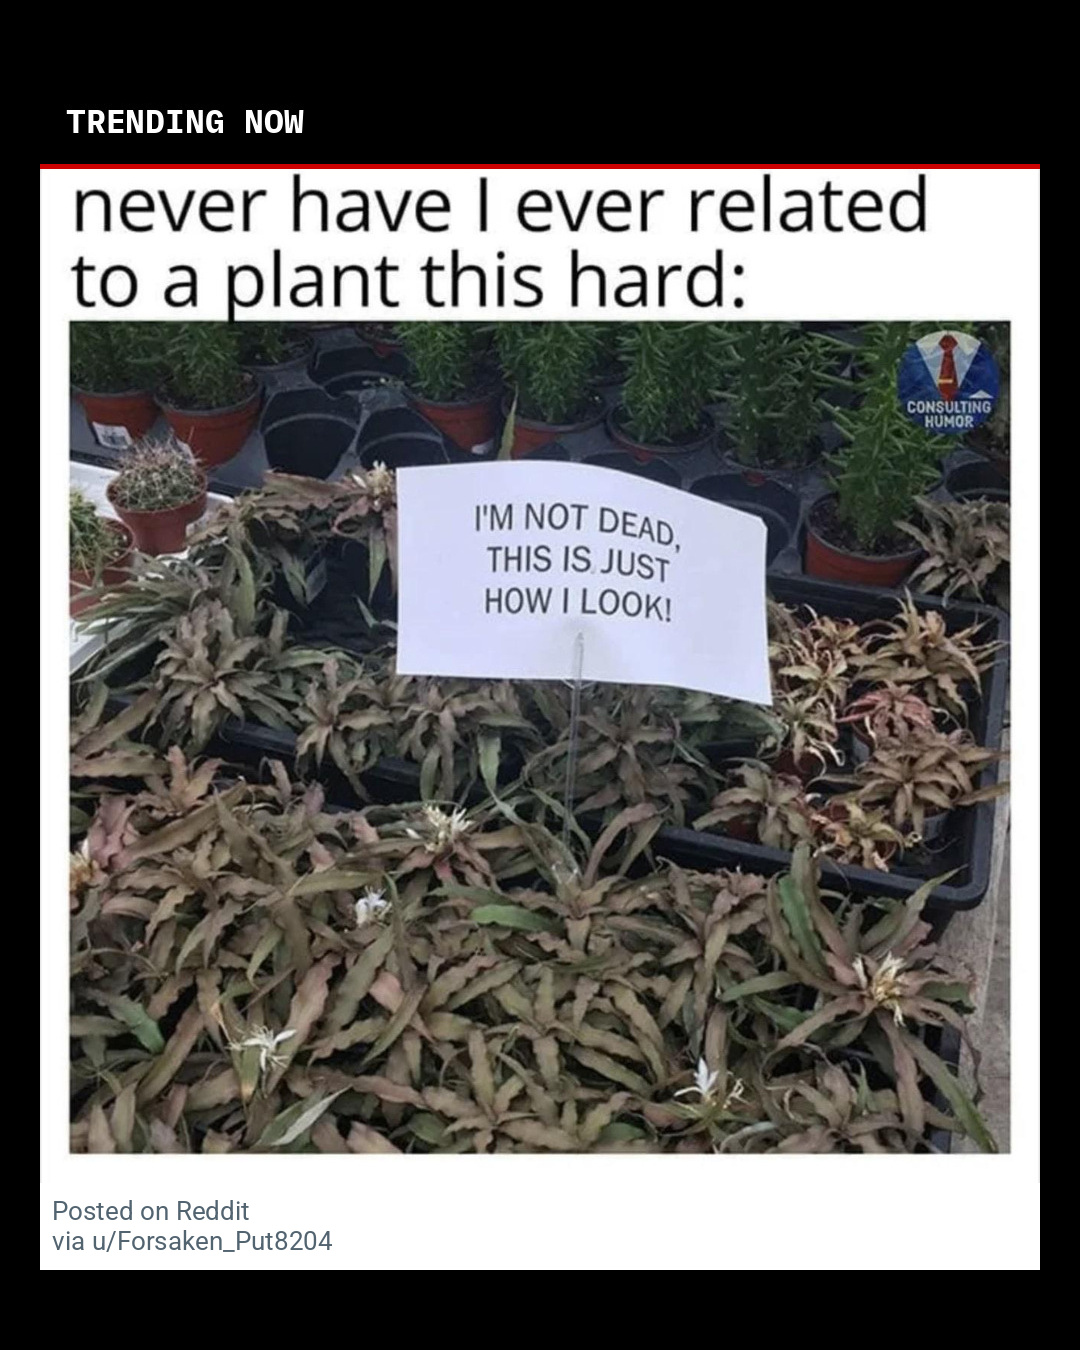 TRENDING NOW
never have I ever related
to a plant this hard:
CONSULTING
HUMOR
I'M NOT DEAD,
THIS IS JUST
HOW I LOOK!
Posted on Reddit
via u/Forsaken_Put8204